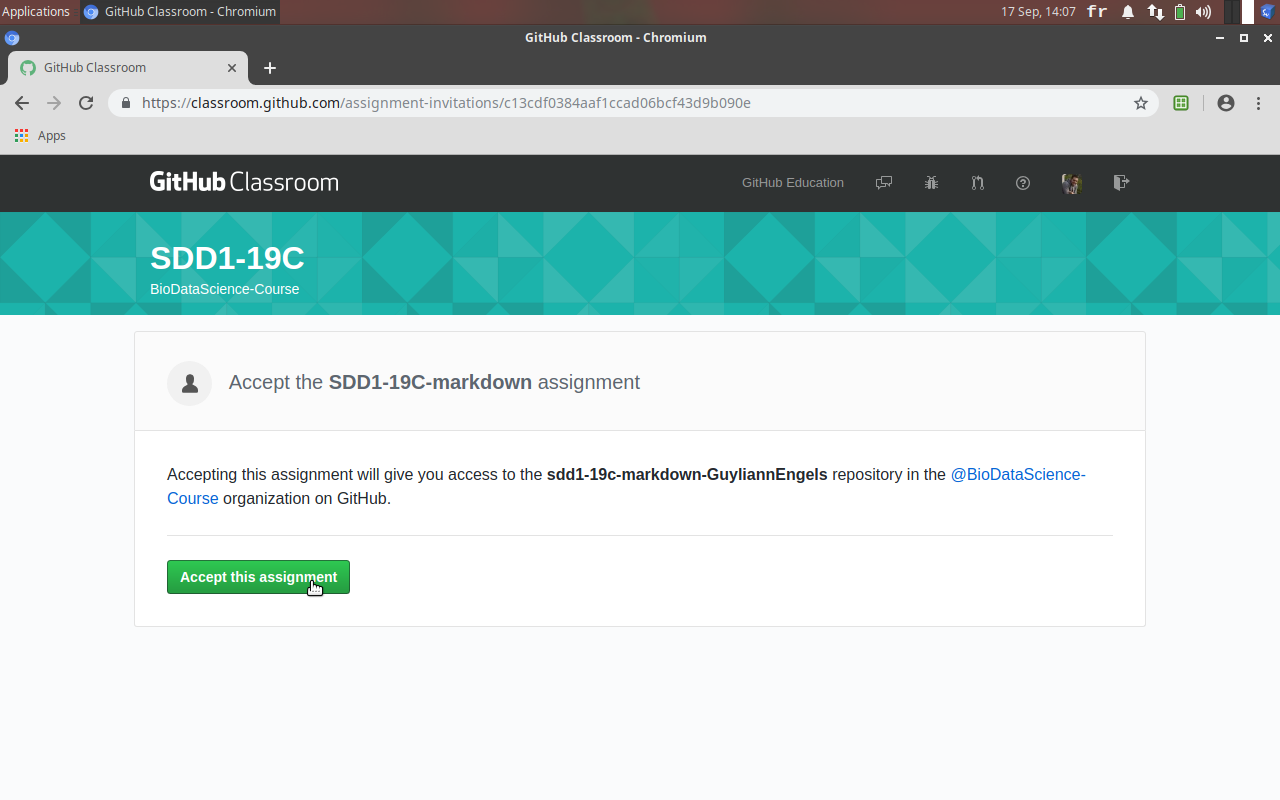 Applications GitHub Classroom - Chromium 17 Sep, 14:07 fr
GitHub Classroom - Chromium
GitHub Classroom
https://classroom.github.com/assignment-invitations/c13cdf0384aaf1ccad06bcf43d9b090e
Apps
GitHub Classroom GitHub Education
SDD1-19C
BioDataScience-Course
Accept the SDD1-19C-markdown assignment
Accepting this assignment will give you access to the sdd1-19c-markdown-GuyliannEngels repository in the @BioDataScience-
Course organization on GitHub.
Accept this assignment